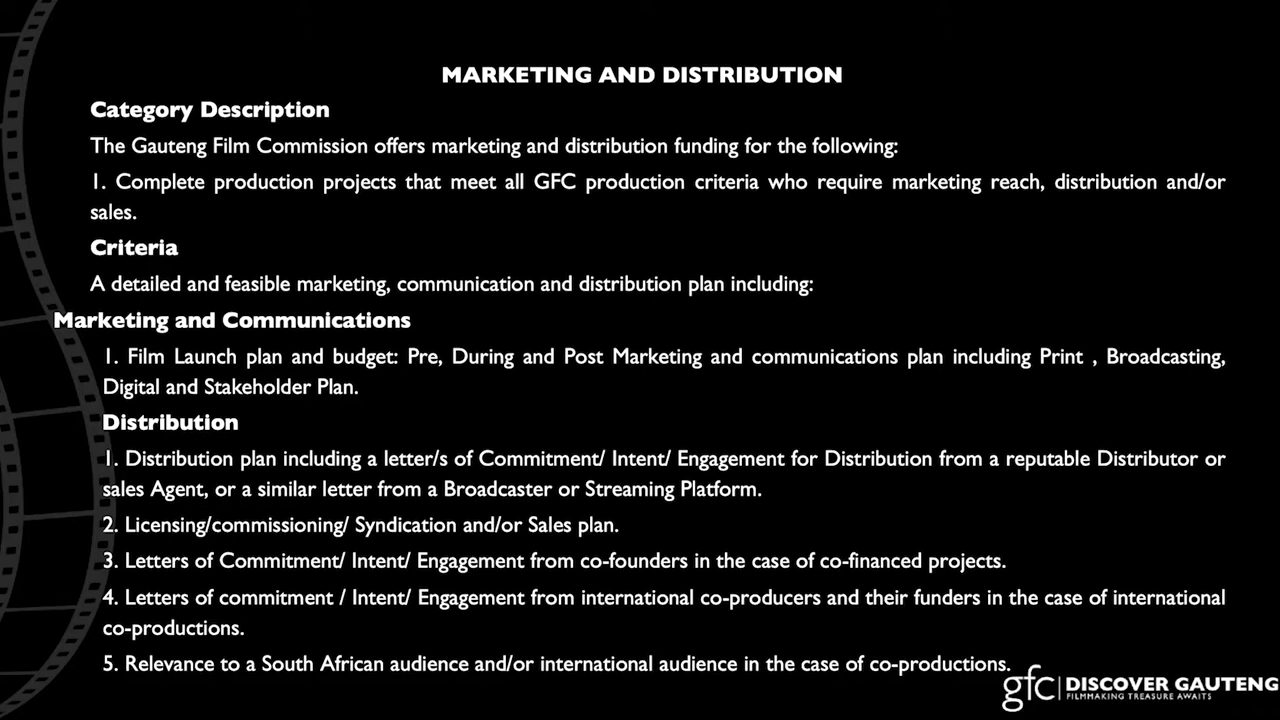 MARKETING AND DISTRIBUTION
Category Description
The Gauteng Film Commission offers marketing and distribution funding for the following:
1. Complete production projects that meet all GFC production criteria who require marketing reach, distribution and/or
sales.
Criteria
A detailed and feasible marketing, communication and distribution plan including:
Marketing and Communications
1. Film Launch plan and budget: Pre, During and Post Marketing and communications plan including Print , Broadcasting,
Digital and Stakeholder Plan.
Distribution
1. Distribution plan including a letter/s of Commitment/ Intent/ Engagement for Distribution from a reputable Distributor or
sales Agent, or a similar letter from a Broadcaster or Streaming Platform.
2. Licensing/commissioning/ Syndication and/or Sales plan.
3. Letters of Commitment/ Intent/ Engagement from co-founders in the case of co-financed projects.
4. Letters of commitment / Intent/ Engagement from international co-producers and their funders in the case of international
co-productions.
5. Relevance to a South African audience and/or international audience in the case of co-productions.
gfc DISCOVER GAUTENG
FILMMAKING TREASURE AWAITS